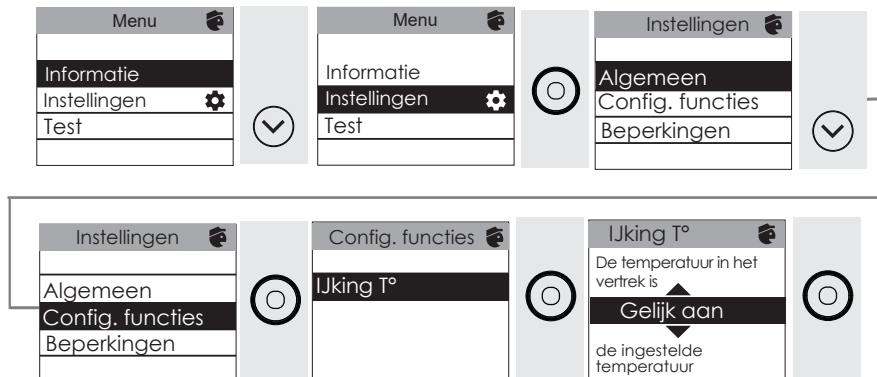 Menu
Informatie
Instellingen
Test
Menu
Informatie
Instellingen
Test
Instellingen
Algemeen
Config. functies
Beperkingen
Instellingen
Algemeen
Config. functies
Beperkingen
Config. functies
IJking T°
IJking T°
De temperatuur in het
vertrek is
Gelijk aan
de ingestelde
temperatuur